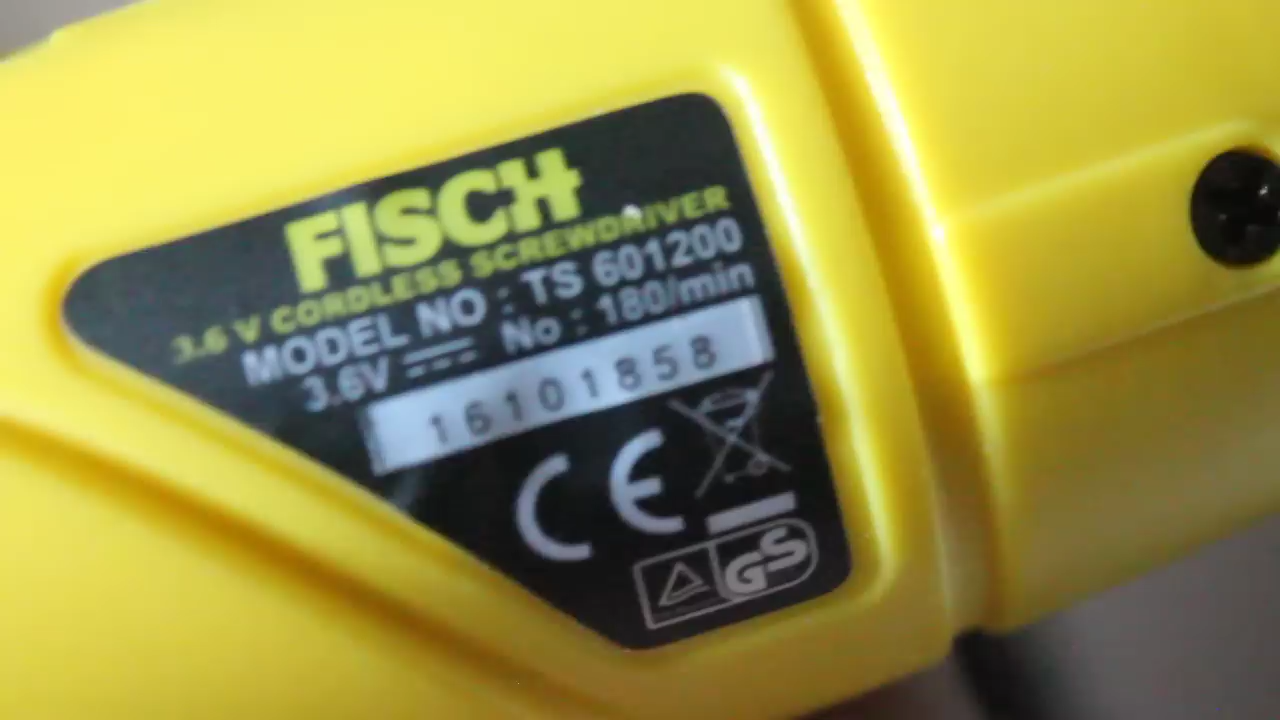 FISCH
3.6 V CORDLESS SCREWDRIVER
MODEL NO : TS 601200
3.6V No : 180/min
16101858
CE
GS